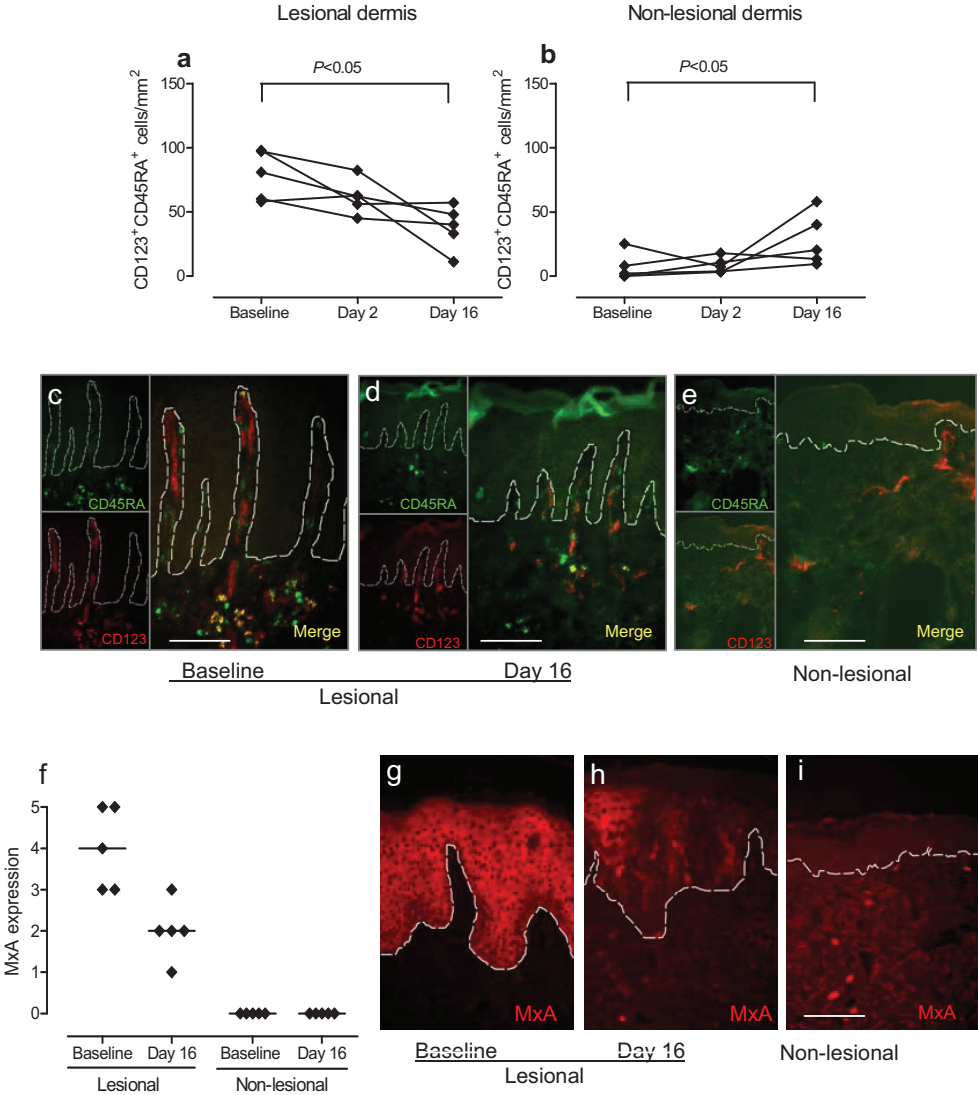 Lesional dermis
Non-lesional dermis
a
b
P<0.05
P<0.05
CD123⁺CD45RA⁺ cells/mm²
150
100
50
0
Baseline
Day 2
Day 16
CD123⁺CD45RA⁺ cells/mm²
150
100
50
0
Baseline
Day 2
Day 16
c
CD45RA
CD123
Merge
d
CD45RA
CD123
Merge
e
CD45RA
CD123
Merge
Baseline
Day 16
Lesional
Non-lesional
f
MxA expression
5
4
3
2
1
0
Baseline
Day 16
Baseline
Day 16
Lesional
Non-lesional
g
MxA
h
MxA
i
MxA
Baseline
Day 16
Lesional
Non-lesional